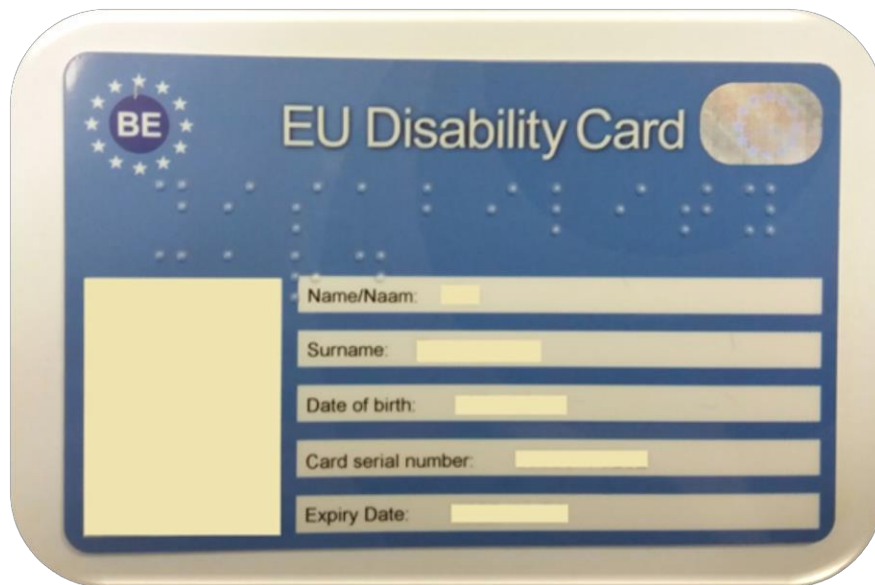 BE
EU Disability Card
Name/Naam:
Surname:
Date of birth:
Card serial number:
Expiry Date: